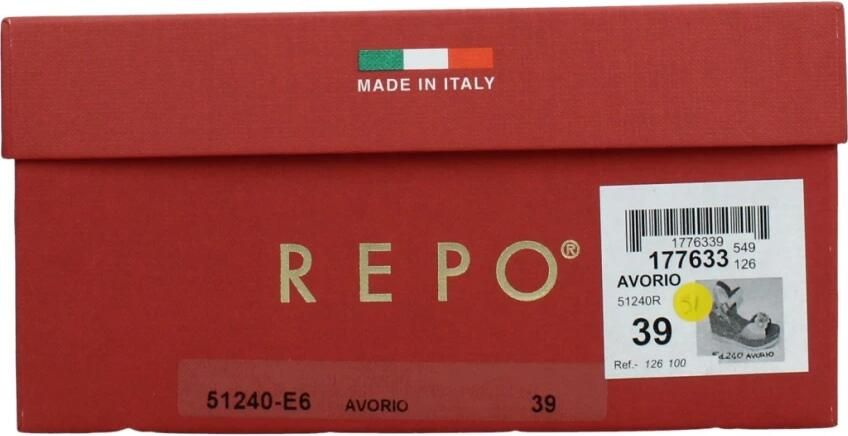 MADE IN ITALY
REPO®
1776339 549
177633 126
AVORIO
51240R
51
39
51240 AVORIO
Ref.- 126 100
51240-E6 AVORIO 39